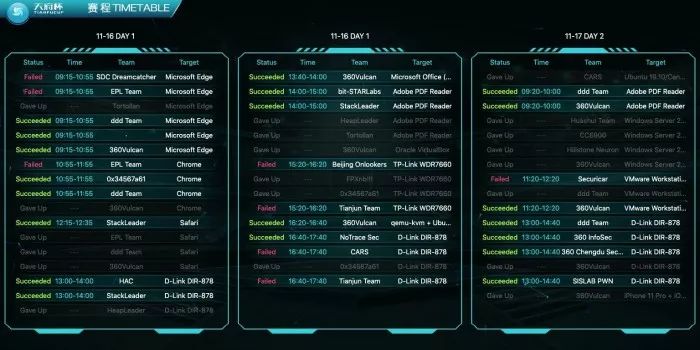 天府杯
TIANFUCUP
赛程 TIMETABLE
11-16 DAY 1
Status Time Team Target
Failed 09:15-10:55 SDC Dreamcatcher Microsoft Edge
Failed 09:15-10:55 EPL Team Microsoft Edge
Gave Up --- Tortollan Microsoft Edge
Succeeded 09:15-10:55 ddd Team Microsoft Edge
Succeeded 09:15-10:55 . Microsoft Edge
Succeeded 09:15-10:55 360Vulcan Microsoft Edge
Failed 10:55-11:55 EPL Team Chrome
Succeeded 10:55-11:55 0x34567a61 Chrome
Succeeded 10:55-11:55 ddd Team Chrome
Gave Up --- 360Vulcan Chrome
Succeeded 12:15-12:35 StackLeader Safari
Gave Up --- EPL Team Safari
Gave Up --- ddd Team Safari
Gave Up --- 360Vulcan Safari
Succeeded 13:00-14:00 HAC D-Link DIR-878
Succeeded 13:00-14:00 StackLeader D-Link DIR-878
Gave Up --- HeapLeader D-Link DIR-878
11-16 DAY 1
Status Time Team Target
Succeeded 13:40-14:00 360Vulcan Microsoft Office (...
Succeeded 14:00-15:00 bit-STARLabs Adobe PDF Reader
Succeeded 14:00-15:00 StackLeader Adobe PDF Reader
Gave Up --- HeapLeader Adobe PDF Reader
Gave Up --- Tortollan Adobe PDF Reader
Gave Up --- 360Vulcan Oracle VirtualBox
Failed 15:20-16:20 Beijing Onlookers TP-Link WDR7660
Gave Up --- TP-Link WDR7660
Gave Up --- 0x34567a61 TP-Link WDR7660
Failed 15:20-16:20 Tianjun Team TP-Link WDR7660
Succeeded 16:20-16:40 360Vulcan qemu-kvm + Ubu...
Succeeded 16:40-17:40 NoTrace Sec D-Link DIR-878
Failed 16:40-17:40 CARS D-Link DIR-878
Gave Up --- 0x34567a61 D-Link DIR-878
Failed 16:40-17:40 Tianjun Team D-Link DIR-878
11-17 DAY 2
Status Time Team Target
Gave Up --- CARS Ubuntu 19.10/Cen...
Succeeded 09:20-10:00 ddd Team Adobe PDF Reader
Succeeded 09:20-10:00 360Vulcan Adobe PDF Reader
Gave Up --- Huashui Team Windows Server 2...
Gave Up --- CC6900 Windows Server 2...
Gave Up --- Hillstone Neuron Windows Server 2...
Gave Up --- 360Vulcan Windows Server 2...
Failed 11:20-12:20 Securicar VMware Workstati...
Gave Up --- ddd Team VMware Workstati...
Succeeded 11:20-12:20 360Vulcan VMware Workstati...
Succeeded 13:00-14:40 ddd Team D-Link DIR-878
Succeeded 13:00-14:40 360 InfoSec D-Link DIR-878
Succeeded 13:00-14:40 360 Chengdu Sec... D-Link DIR-878
Gave Up --- 360Vulcan D-Link DIR-878
Succeeded 13:00-14:40 SISLAB PWN D-Link DIR-878
Gave Up --- 360Vulcan iPhone 11 Pro + iO...